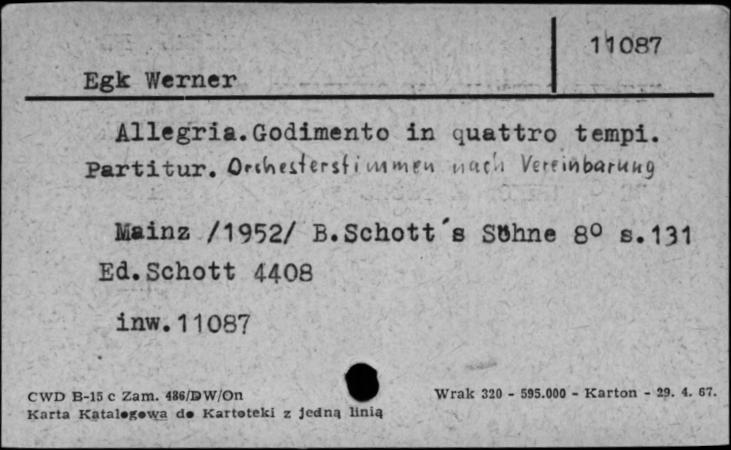 11087
Egk Werner
Allegria.Godimento in quattro tempi.
Partitur. Orchesterstimmen nach Vereinbarung
Mainz /1952/ B.Schott´s Söhne 8° s.131
Ed.Schott 4408
inw.11087
CWD B-15 c Zam. 486/DW/On
Wrak 320 - 595.000 - Karton - 29. 4. 67.
Karta Katalogowa do Kartoteki z jedną linią